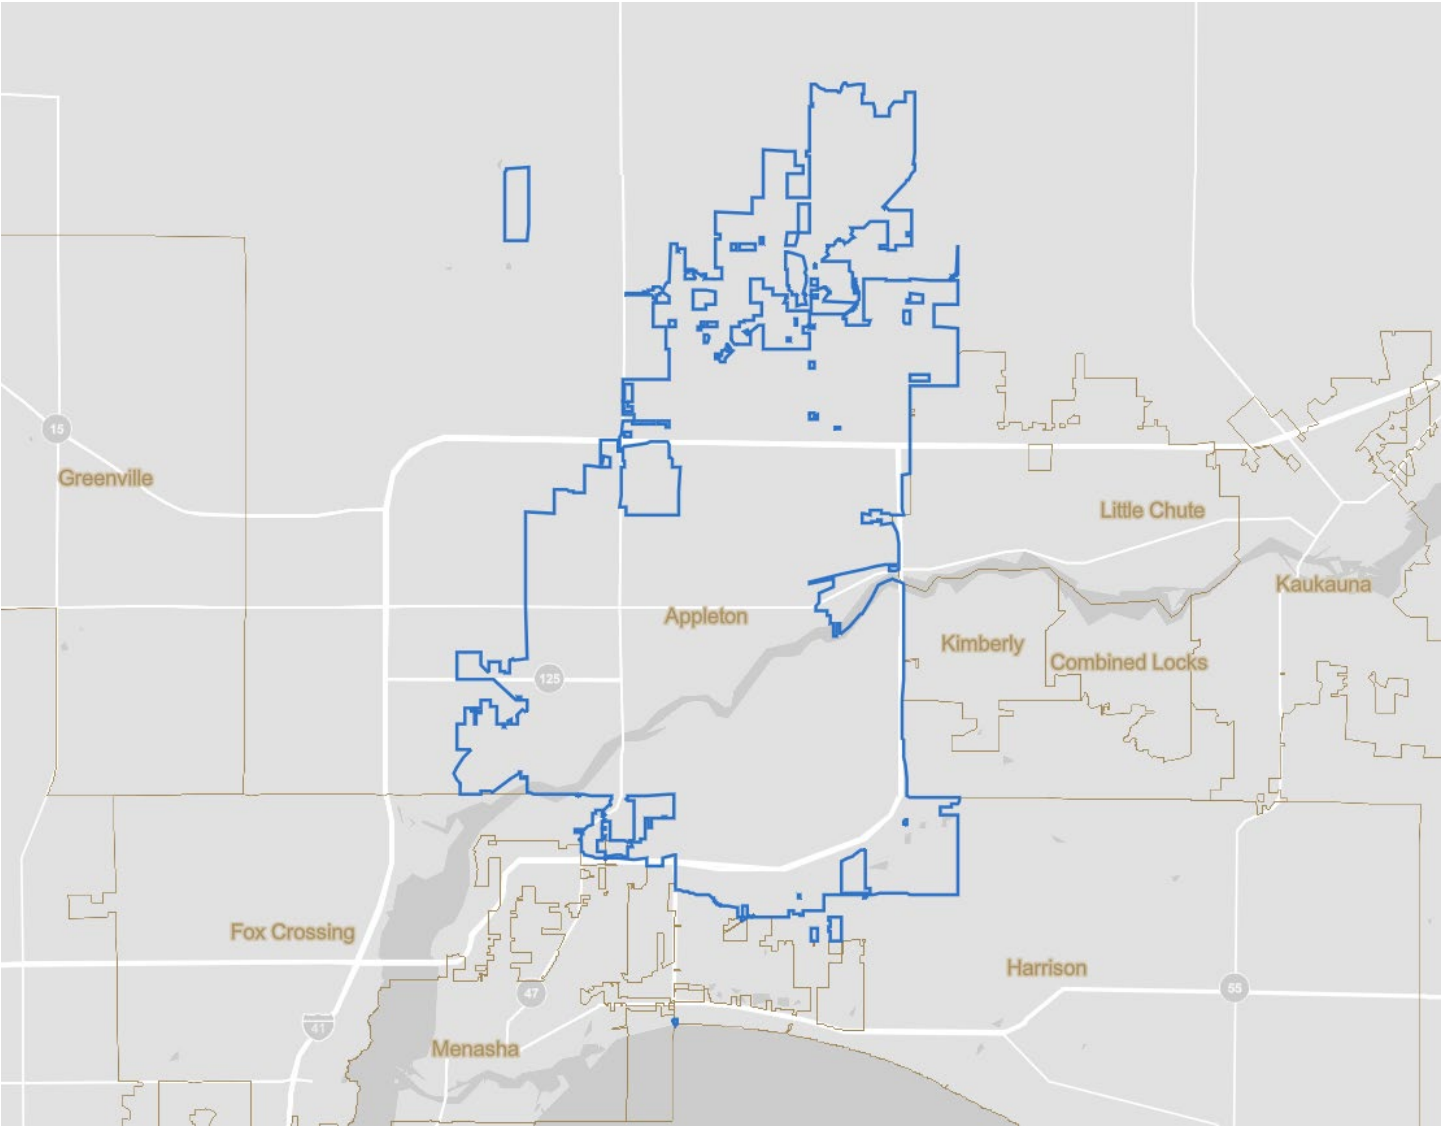 15
Greenville
Little Chute
Kaukauna
Appleton
Kimberly
Combined Locks
125
Fox Crossing
Harrison
47
55
41
Menasha